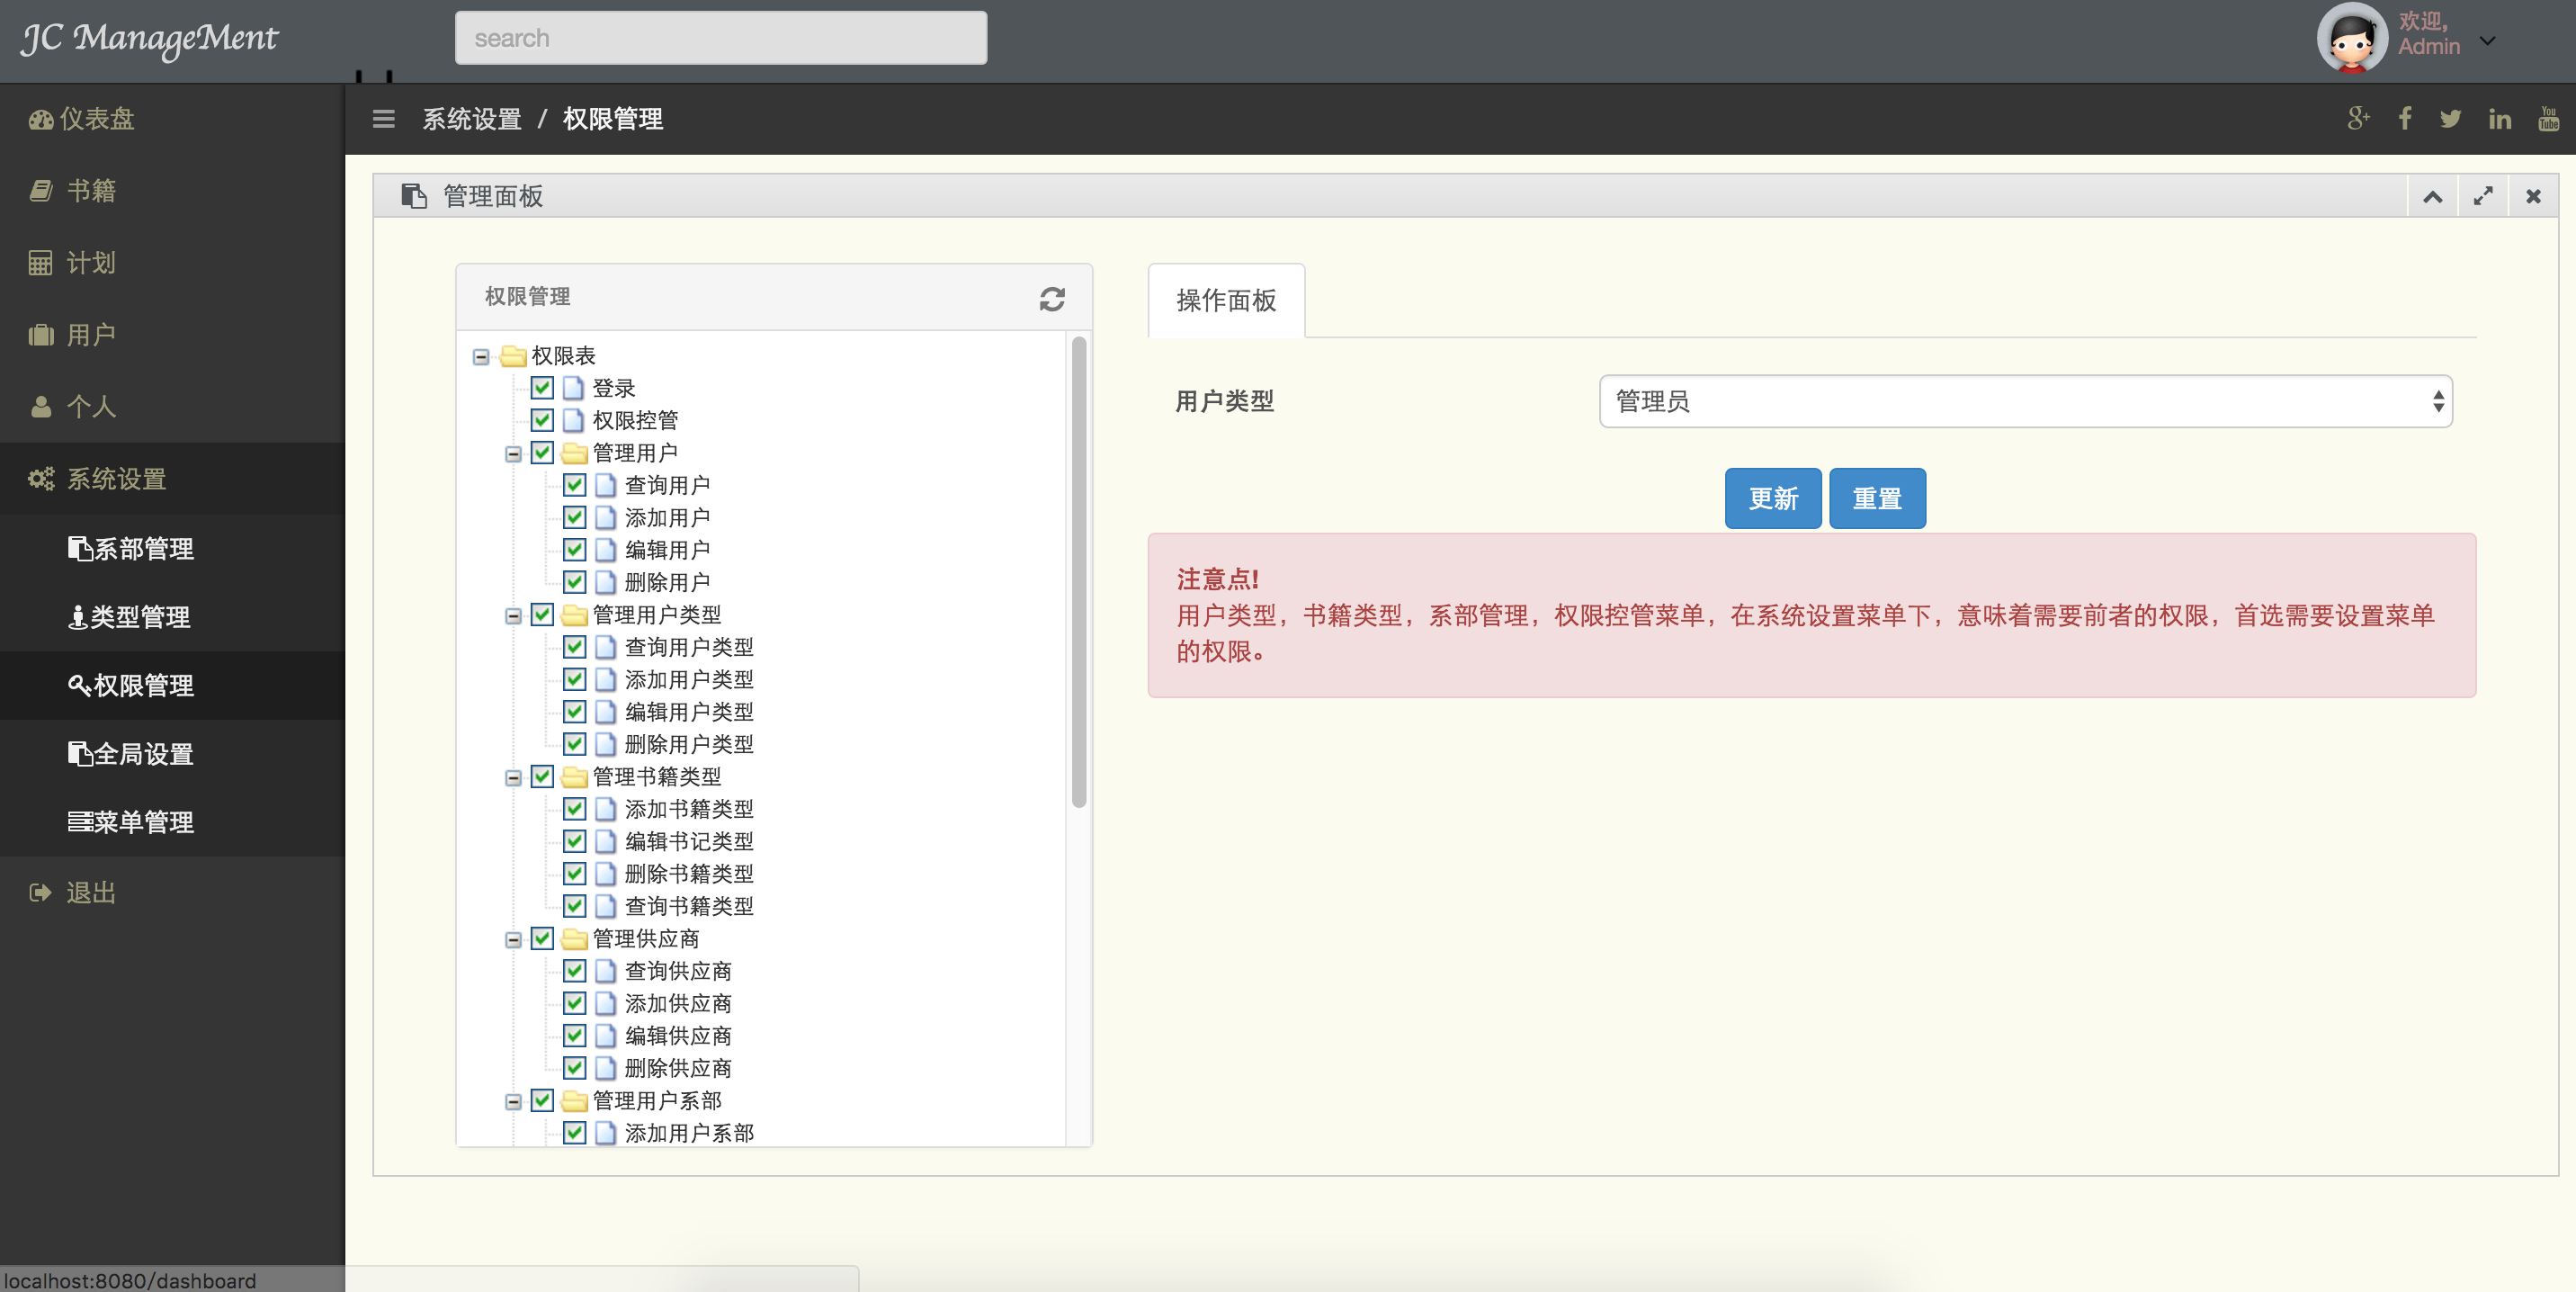 JC ManageMent
search
欢迎,
Admin
仪表盘
书籍
计划
用户
个人
系统设置
系部管理
类型管理
权限管理
全局设置
菜单管理
退出
系统设置 / 权限管理
You
Tube
管理面板
权限管理
权限表
登录
权限控管
管理用户
查询用户
添加用户
编辑用户
删除用户
管理用户类型
查询用户类型
添加用户类型
编辑用户类型
删除用户类型
管理书籍类型
添加书籍类型
编辑书记类型
删除书籍类型
查询书籍类型
管理供应商
查询供应商
添加供应商
编辑供应商
删除供应商
管理用户系部
添加用户系部
操作面板
用户类型
管理员
更新 重置
注意点!
用户类型，书籍类型，系部管理，权限控管菜单，在系统设置菜单下，意味着需要前者的权限，首选需要设置菜单
的权限。
localhost:8080/dashboard